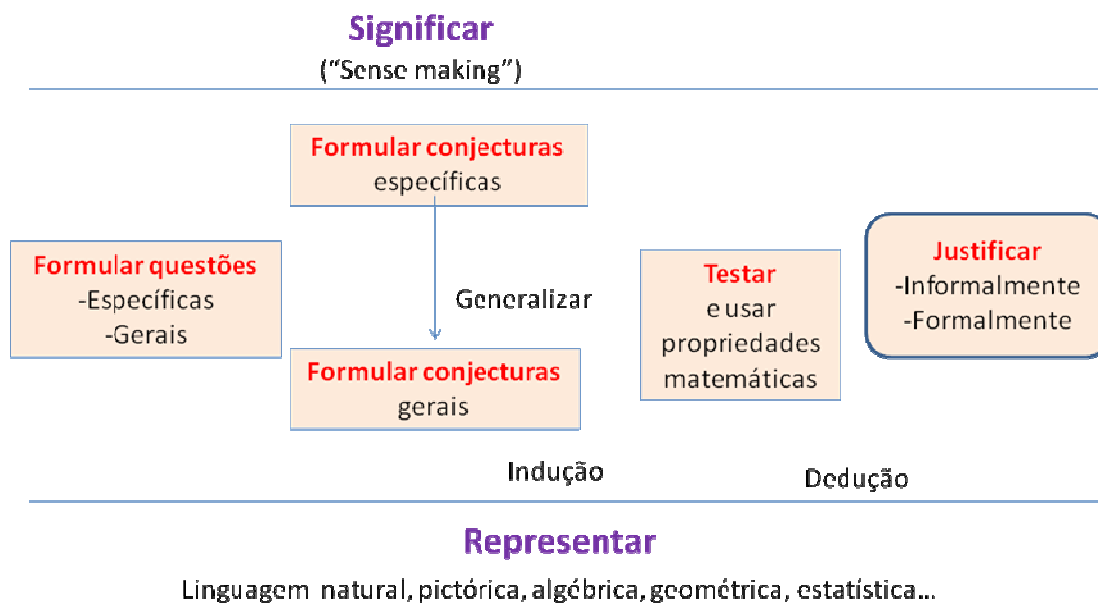 Significar
(“Sense making”)
Formular conjecturas
específicas
Formular questões
-Específicas
-Gerais
Generalizar
Formular conjecturas
gerais
Testar
e usar
propriedades
matemáticas
Justificar
-Informalmente
-Formalmente
Indução
Dedução
Representar
Linguagem natural, pictórica, algébrica, geométrica, estatística...